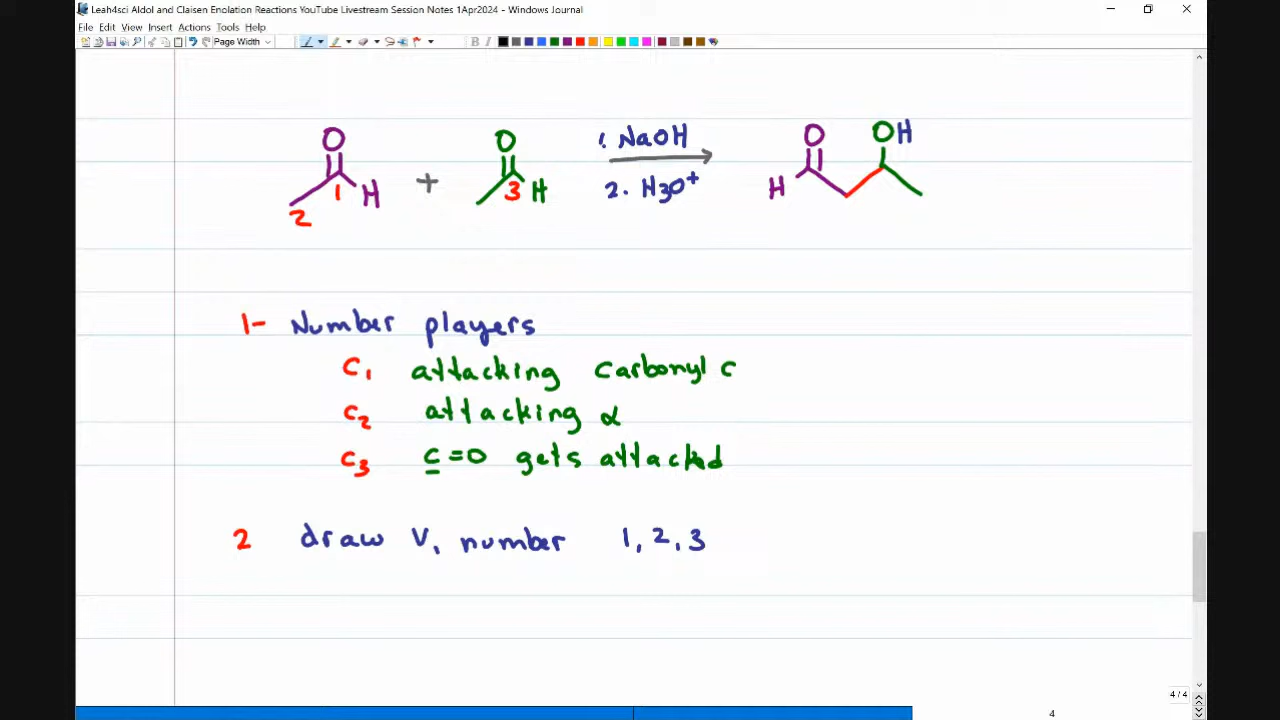 Leah4sci Aldol and Claisen Enolation Reactions YouTube Livestream Session Notes 1Apr2024 - Windows Journal
File Edit View Insert Actions Tools Help
Page Width
B I
O O 1. NaOH O OH
1 H + 3 H 2. H3O+ H
2
1- Number players
C1 attacking carbonyl c
C2 attacking α
C3 c=O gets attackd
2 draw V, number 1, 2, 3
4/4
4